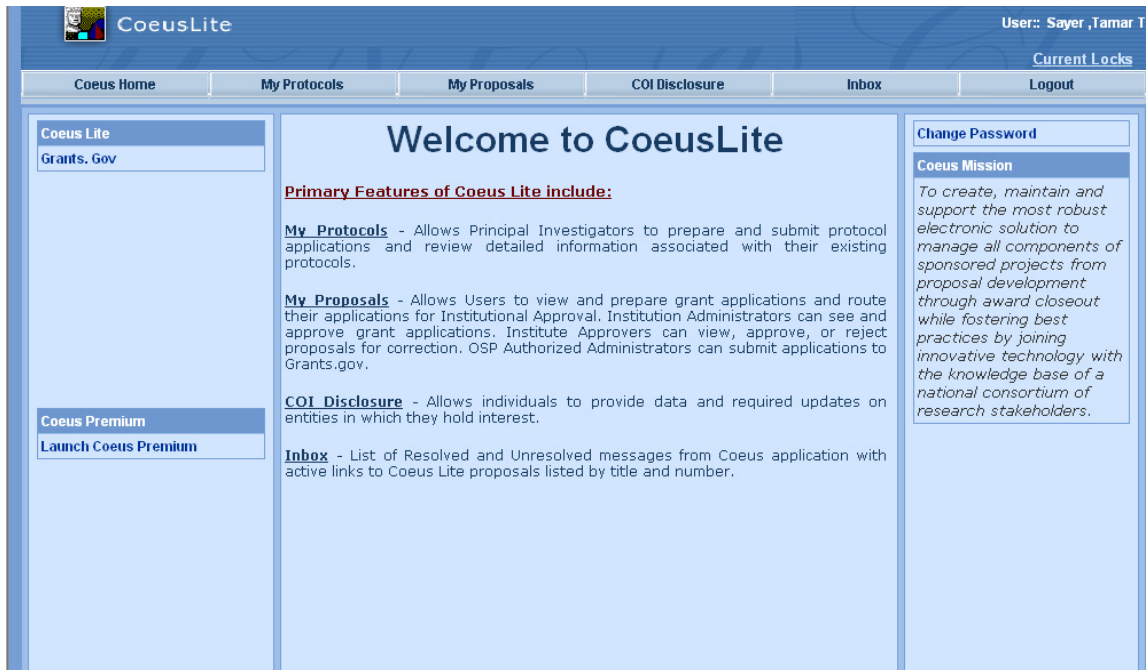 CoeusLite
User:: Sayer ,Tamar T
Current Locks
Coeus Home
My Protocols
My Proposals
COI Disclosure
Inbox
Logout
Coeus Lite
Grants. Gov
Coeus Premium
Launch Coeus Premium
Welcome to CoeusLite
Primary Features of Coeus Lite include:
My Protocols - Allows Principal Investigators to prepare and submit protocol
applications and review detailed information associated with their existing
protocols.
My Proposals - Allows Users to view and prepare grant applications and route
their applications for Institutional Approval. Institution Administrators can see and
approve grant applications. Institute Approvers can view, approve, or reject
proposals for correction. OSP Authorized Administrators can submit applications to
Grants.gov.
COI Disclosure - Allows individuals to provide data and required updates on
entities in which they hold interest.
Inbox - List of Resolved and Unresolved messages from Coeus application with
active links to Coeus Lite proposals listed by title and number.
Change Password
Coeus Mission
To create, maintain and
support the most robust
electronic solution to
manage all components of
sponsored projects from
proposal development
through award closeout
while fostering best
practices by joining
innovative technology with
the knowledge base of a
national consortium of
research stakeholders.